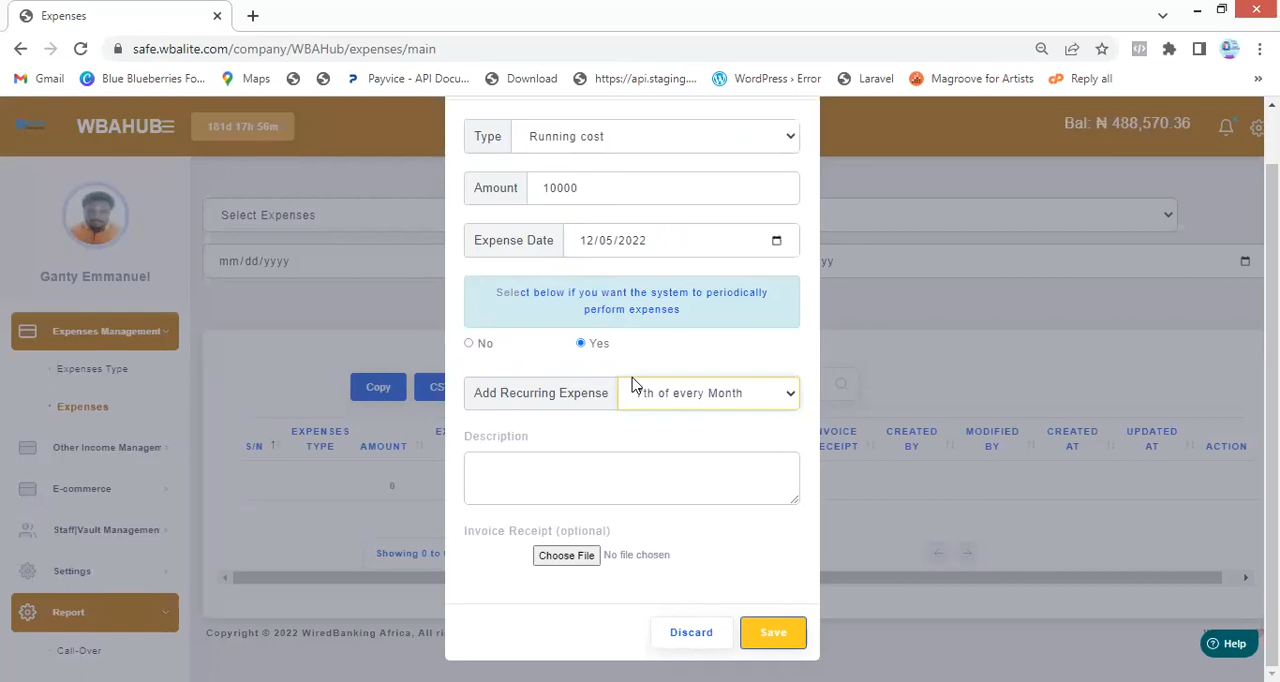 Expenses
safe.wbalite.com/company/WBAHub/expenses/main
Gmail
Blue Blueberries Fo...
Maps
Payvice - API Docu...
Download
https://api.staging....
WordPress › Error
Laravel
Magroove for Artists
Reply all
»
WBAHUB
181d 17h 56m
Bal: ₦ 488,570.36
Type
Running cost
Amount
10000
Select Expenses
Expense Date
12/05/2022
mm/dd/yyyy
yy
Ganty Emmanuel
Select below if you want the system to periodically
perform expenses
No
Yes
Expenses Management
Expenses Type
Expenses
Other Income Managem
E-commerce
Staff|Vault Managemen
Settings
Report
Call-Over
Copy
CS
Add Recurring Expense
7th of every Month
S/N
EXPENSES
TYPE
AMOUNT
E
NVOICE
RECEIPT
CREATED
BY
MODIFIED
BY
CREATED
AT
UPDATED
AT
ACTION
Description
0
Invoice Receipt (optional)
Choose File
No file chosen
Showing 0 to
Discard
Save
Copyright © 2022 WiredBanking Africa, All ri
Help